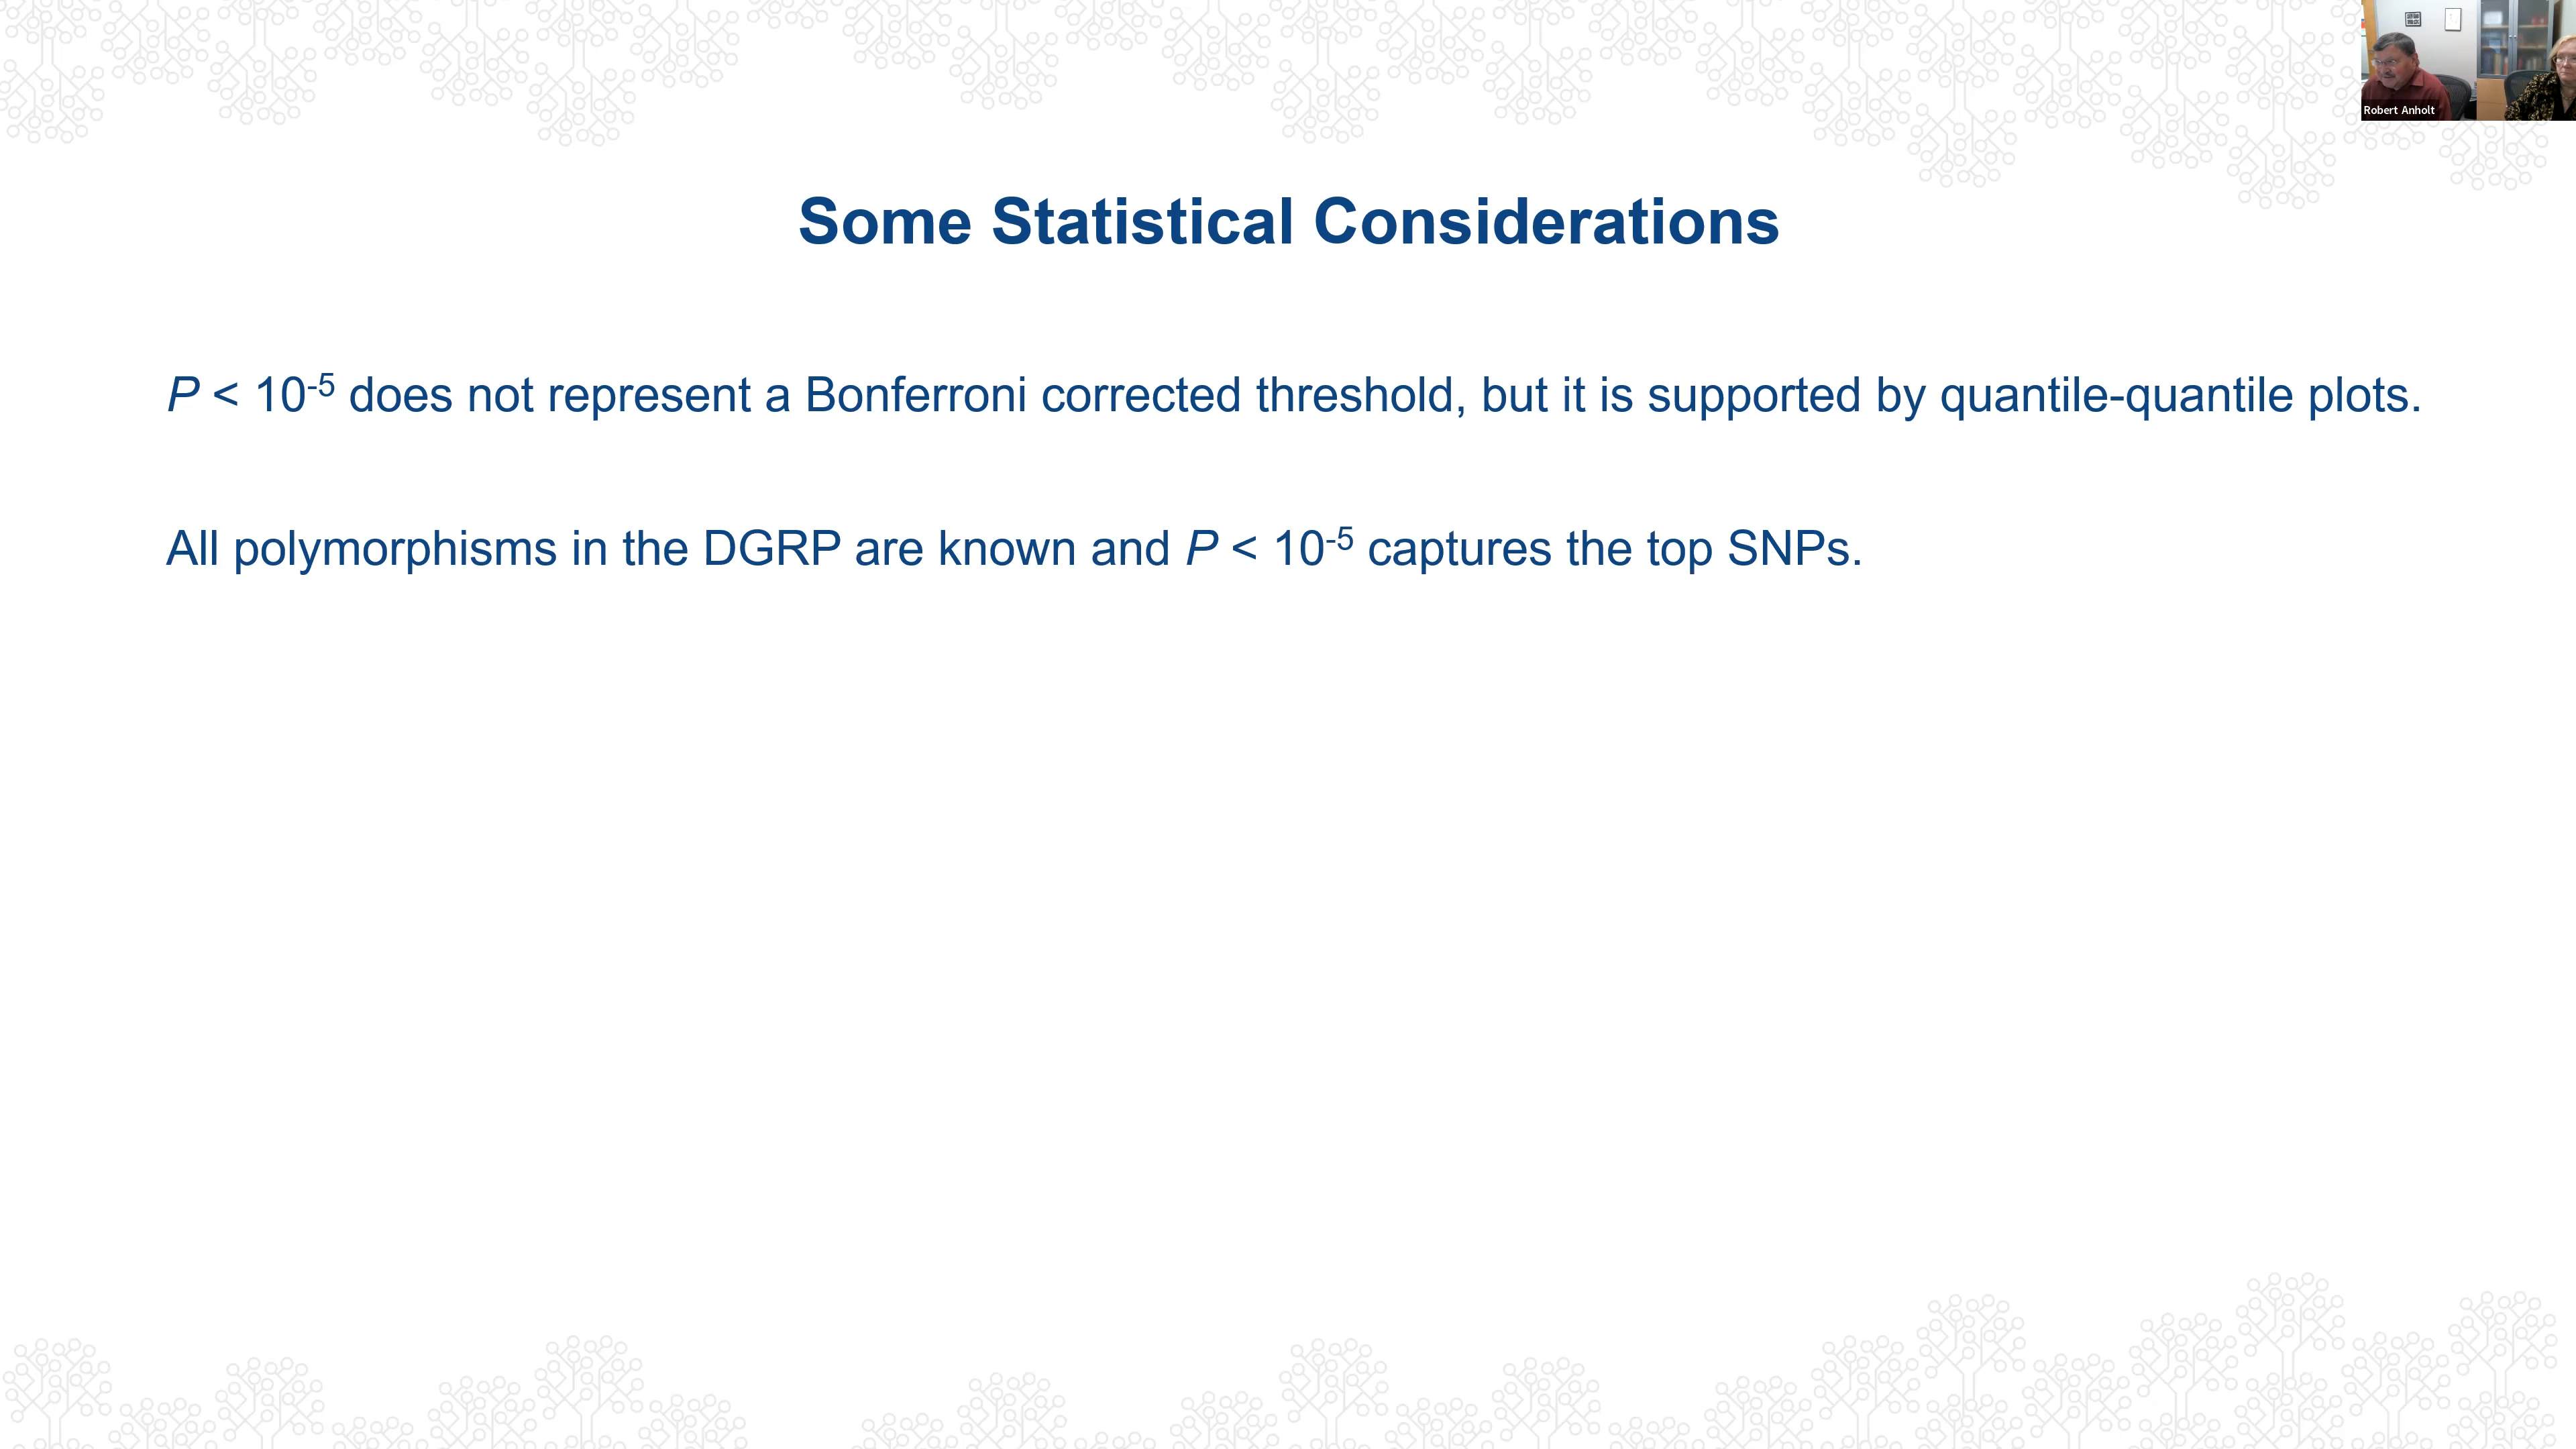 Robert Anholt
Some Statistical Considerations
P < 10⁻⁵ does not represent a Bonferroni corrected threshold, but it is supported by quantile-quantile plots.
All polymorphisms in the DGRP are known and P < 10⁻⁵ captures the top SNPs.